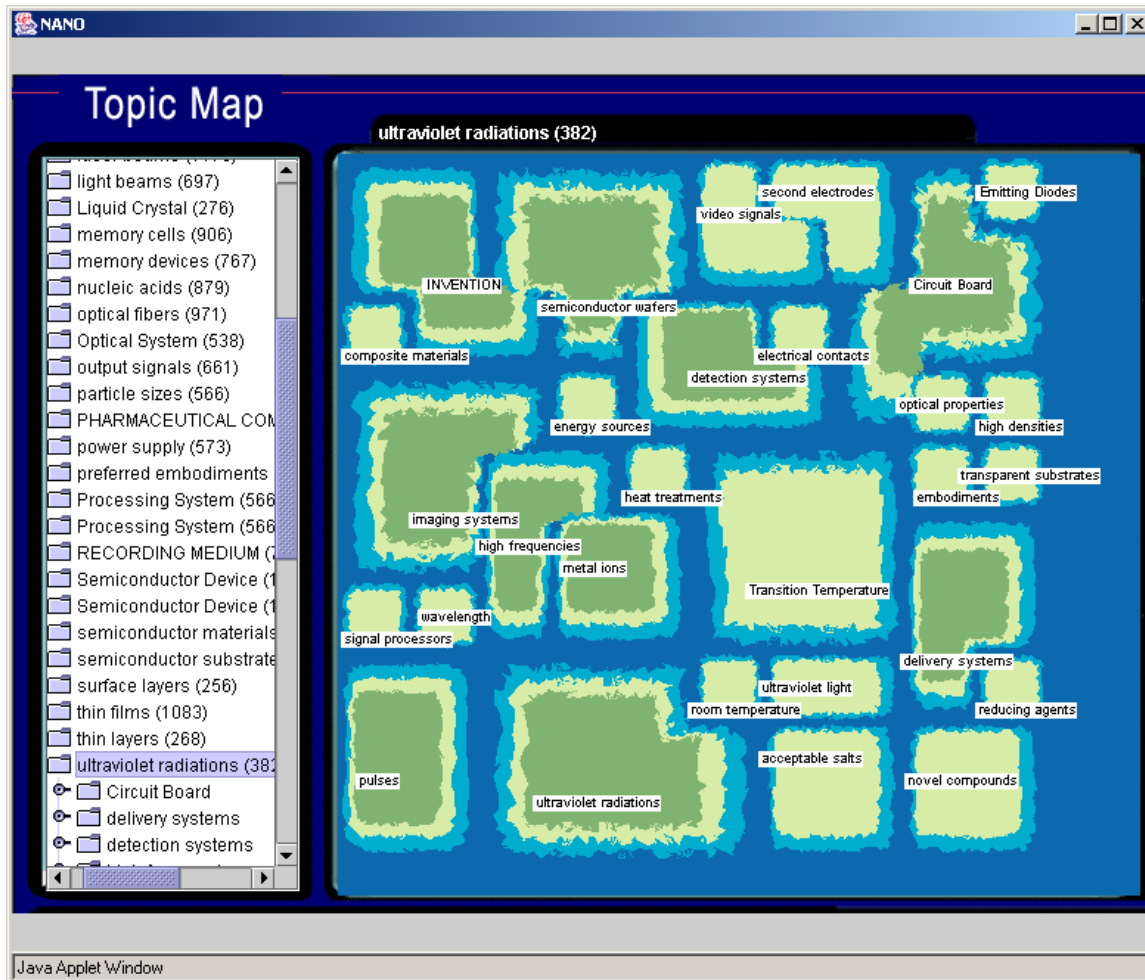 NANO
Topic Map
ultraviolet radiations (382)
light beams (697)
Liquid Crystal (276)
memory cells (906)
memory devices (767)
nucleic acids (879)
optical fibers (971)
Optical System (538)
output signals (661)
particle sizes (566)
PHARMACEUTICAL COM
power supply (573)
preferred embodiments
Processing System (566
Processing System (566
RECORDING MEDIUM (7
Semiconductor Device (1
Semiconductor Device (1
semiconductor materials
semiconductor substrate
surface layers (256)
thin films (1083)
thin layers (268)
ultraviolet radiations (382
Circuit Board
delivery systems
detection systems
second electrodes
Emitting Diodes
video signals
INVENTION
Circuit Board
semiconductor wafers
composite materials
electrical contacts
detection systems
optical properties
energy sources
high densities
transparent substrates
heat treatments
embodiments
imaging systems
high frequencies
metal ions
Transition Temperature
wavelength
signal processors
delivery systems
ultraviolet light
room temperature
reducing agents
acceptable salts
pulses
novel compounds
ultraviolet radiations
Java Applet Window